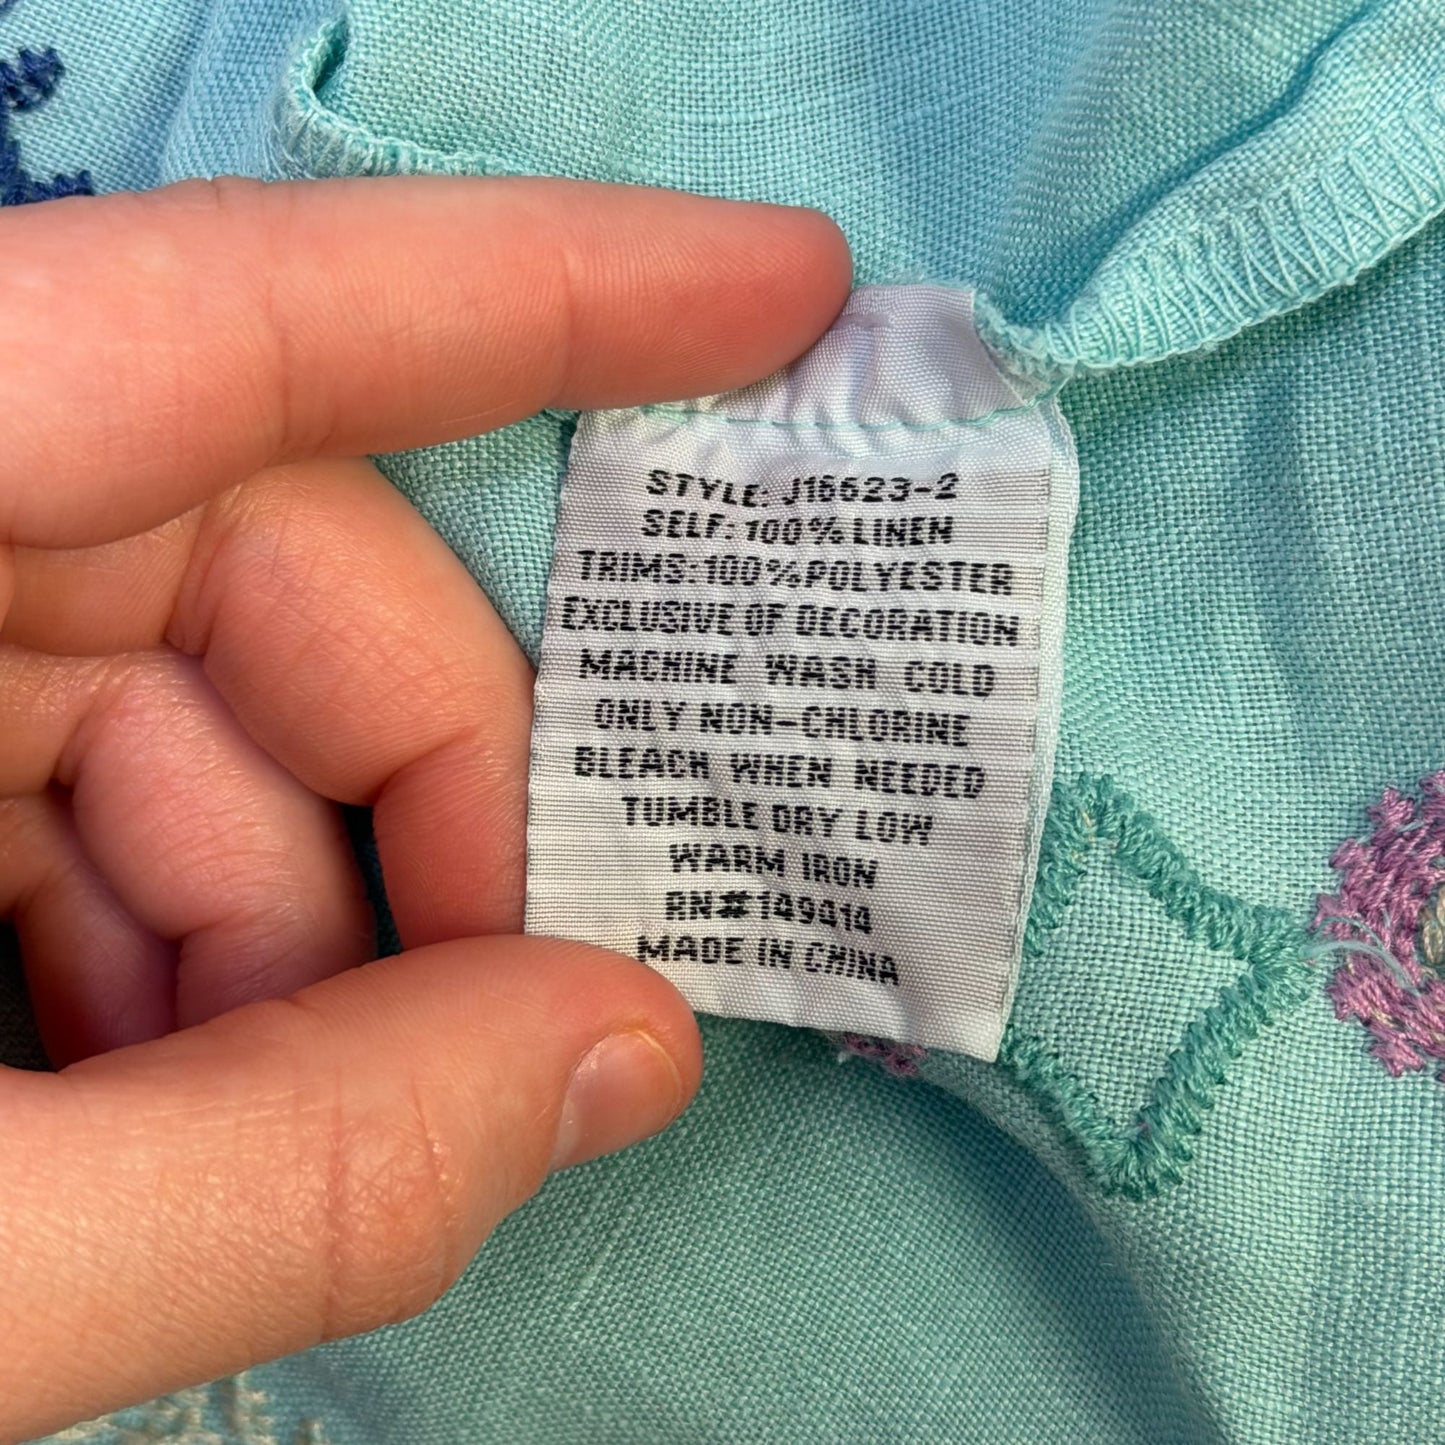 STYLE: J16623-2
SELF: 100% LINEN
TRIMS: 100% POLYESTER
EXCLUSIVE OF DECORATION
MACHINE WASH COLD
ONLY NON-CHLORINE
BLEACH WHEN NEEDED
TUMBLE DRY LOW
WARM IRON
RN#149414
MADE IN CHINA